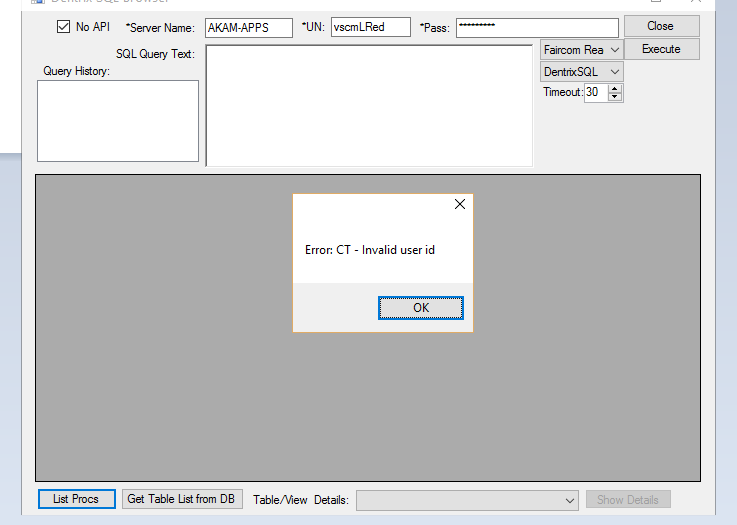 Dentrix SQL Browser
No API *Server Name: AKAM-APPS *UN: vscmLRed *Pass: ********* Close
SQL Query Text: Faircom Rea Execute
Query History: DentrixSQL
Timeout: 30
Error: CT - Invalid user id
OK
List Procs Get Table List from DB Table/View Details: Show Details